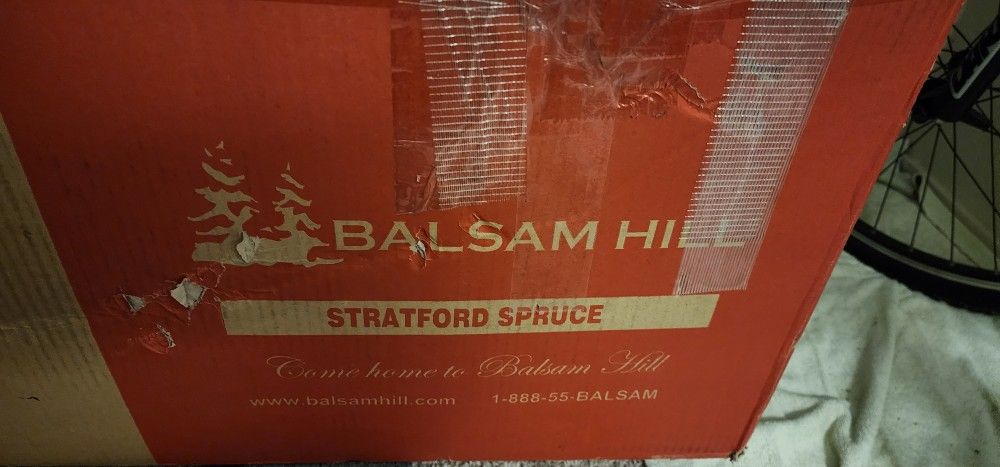 BALSAM HILL
STRATFORD SPRUCE
Come home to Balsam Hill
www.balsamhill.com 1-888-55-BALSAM